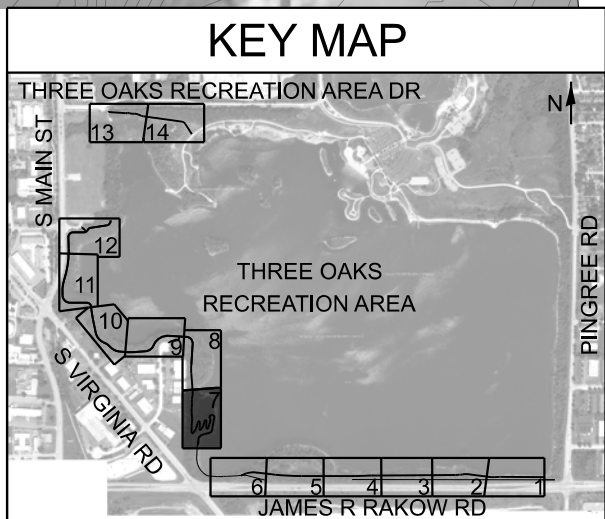 KEY MAP
THREE OAKS RECREATION AREA DR
N
13 14
S MAIN ST
12
PINGREE RD
THREE OAKS
RECREATION AREA
11
10
9
8
S VIRGINIA RD
7
6 5 4 3 2 1
JAMES R RAKOW RD